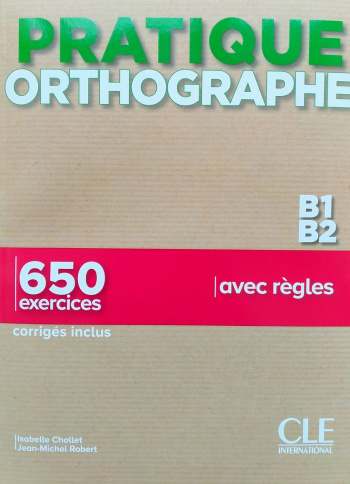 PRATIQUE
ORTHOGRAPHE
B1
B2
650
exercices
avec règles
corrigés inclus
Isabelle Chollet
Jean-Michel Robert
CLE
INTERNATIONAL